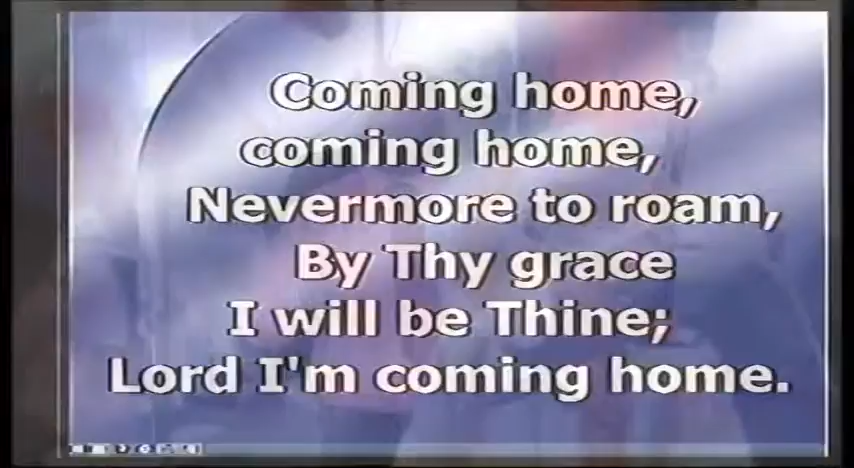 Coming home,
coming home,
Nevermore to roam,
By Thy grace
I will be Thine;
Lord I'm coming home.